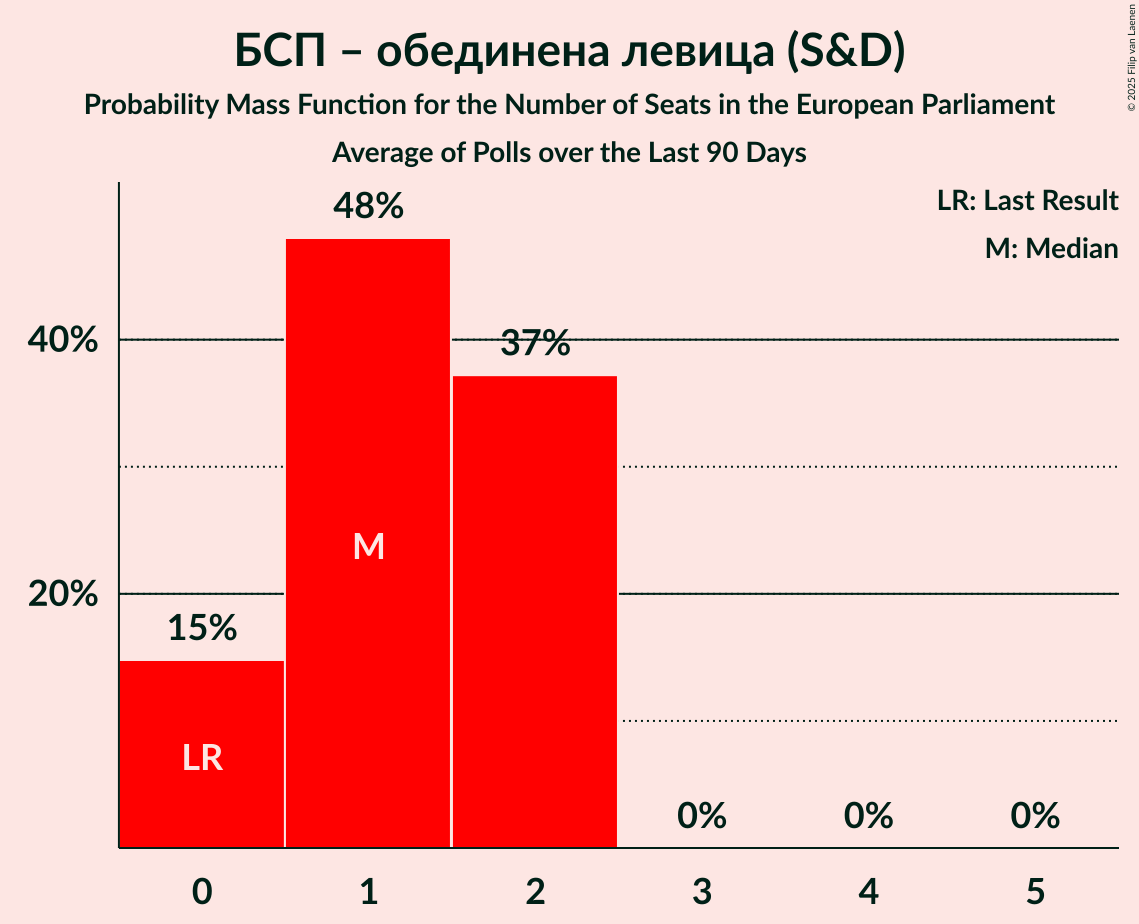 БСП – обединена левица (S&D)
Probability Mass Function for the Number of Seats in the European Parliament
Average of Polls over the Last 90 Days
© 2025 Filip van Laenen
LR: Last Result
M: Median
48%
40%
37%
M
20%
15%
LR
0%
0%
0%
0
1
2
3
4
5